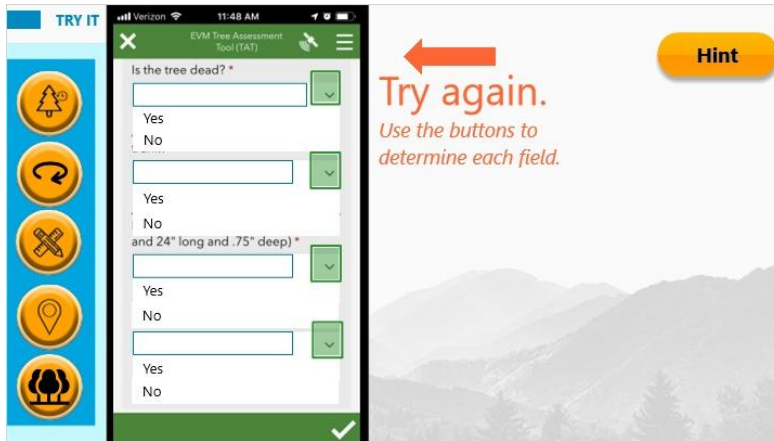 TRY IT
Verizon 11:48 AM
EVM Tree Assessment
Tool (TAT)
Is the tree dead? *
Yes
No
Yes
No
and 24" long and .75" deep) *
Yes
No
Yes
No
Try again.
Use the buttons to
determine each field.
Hint